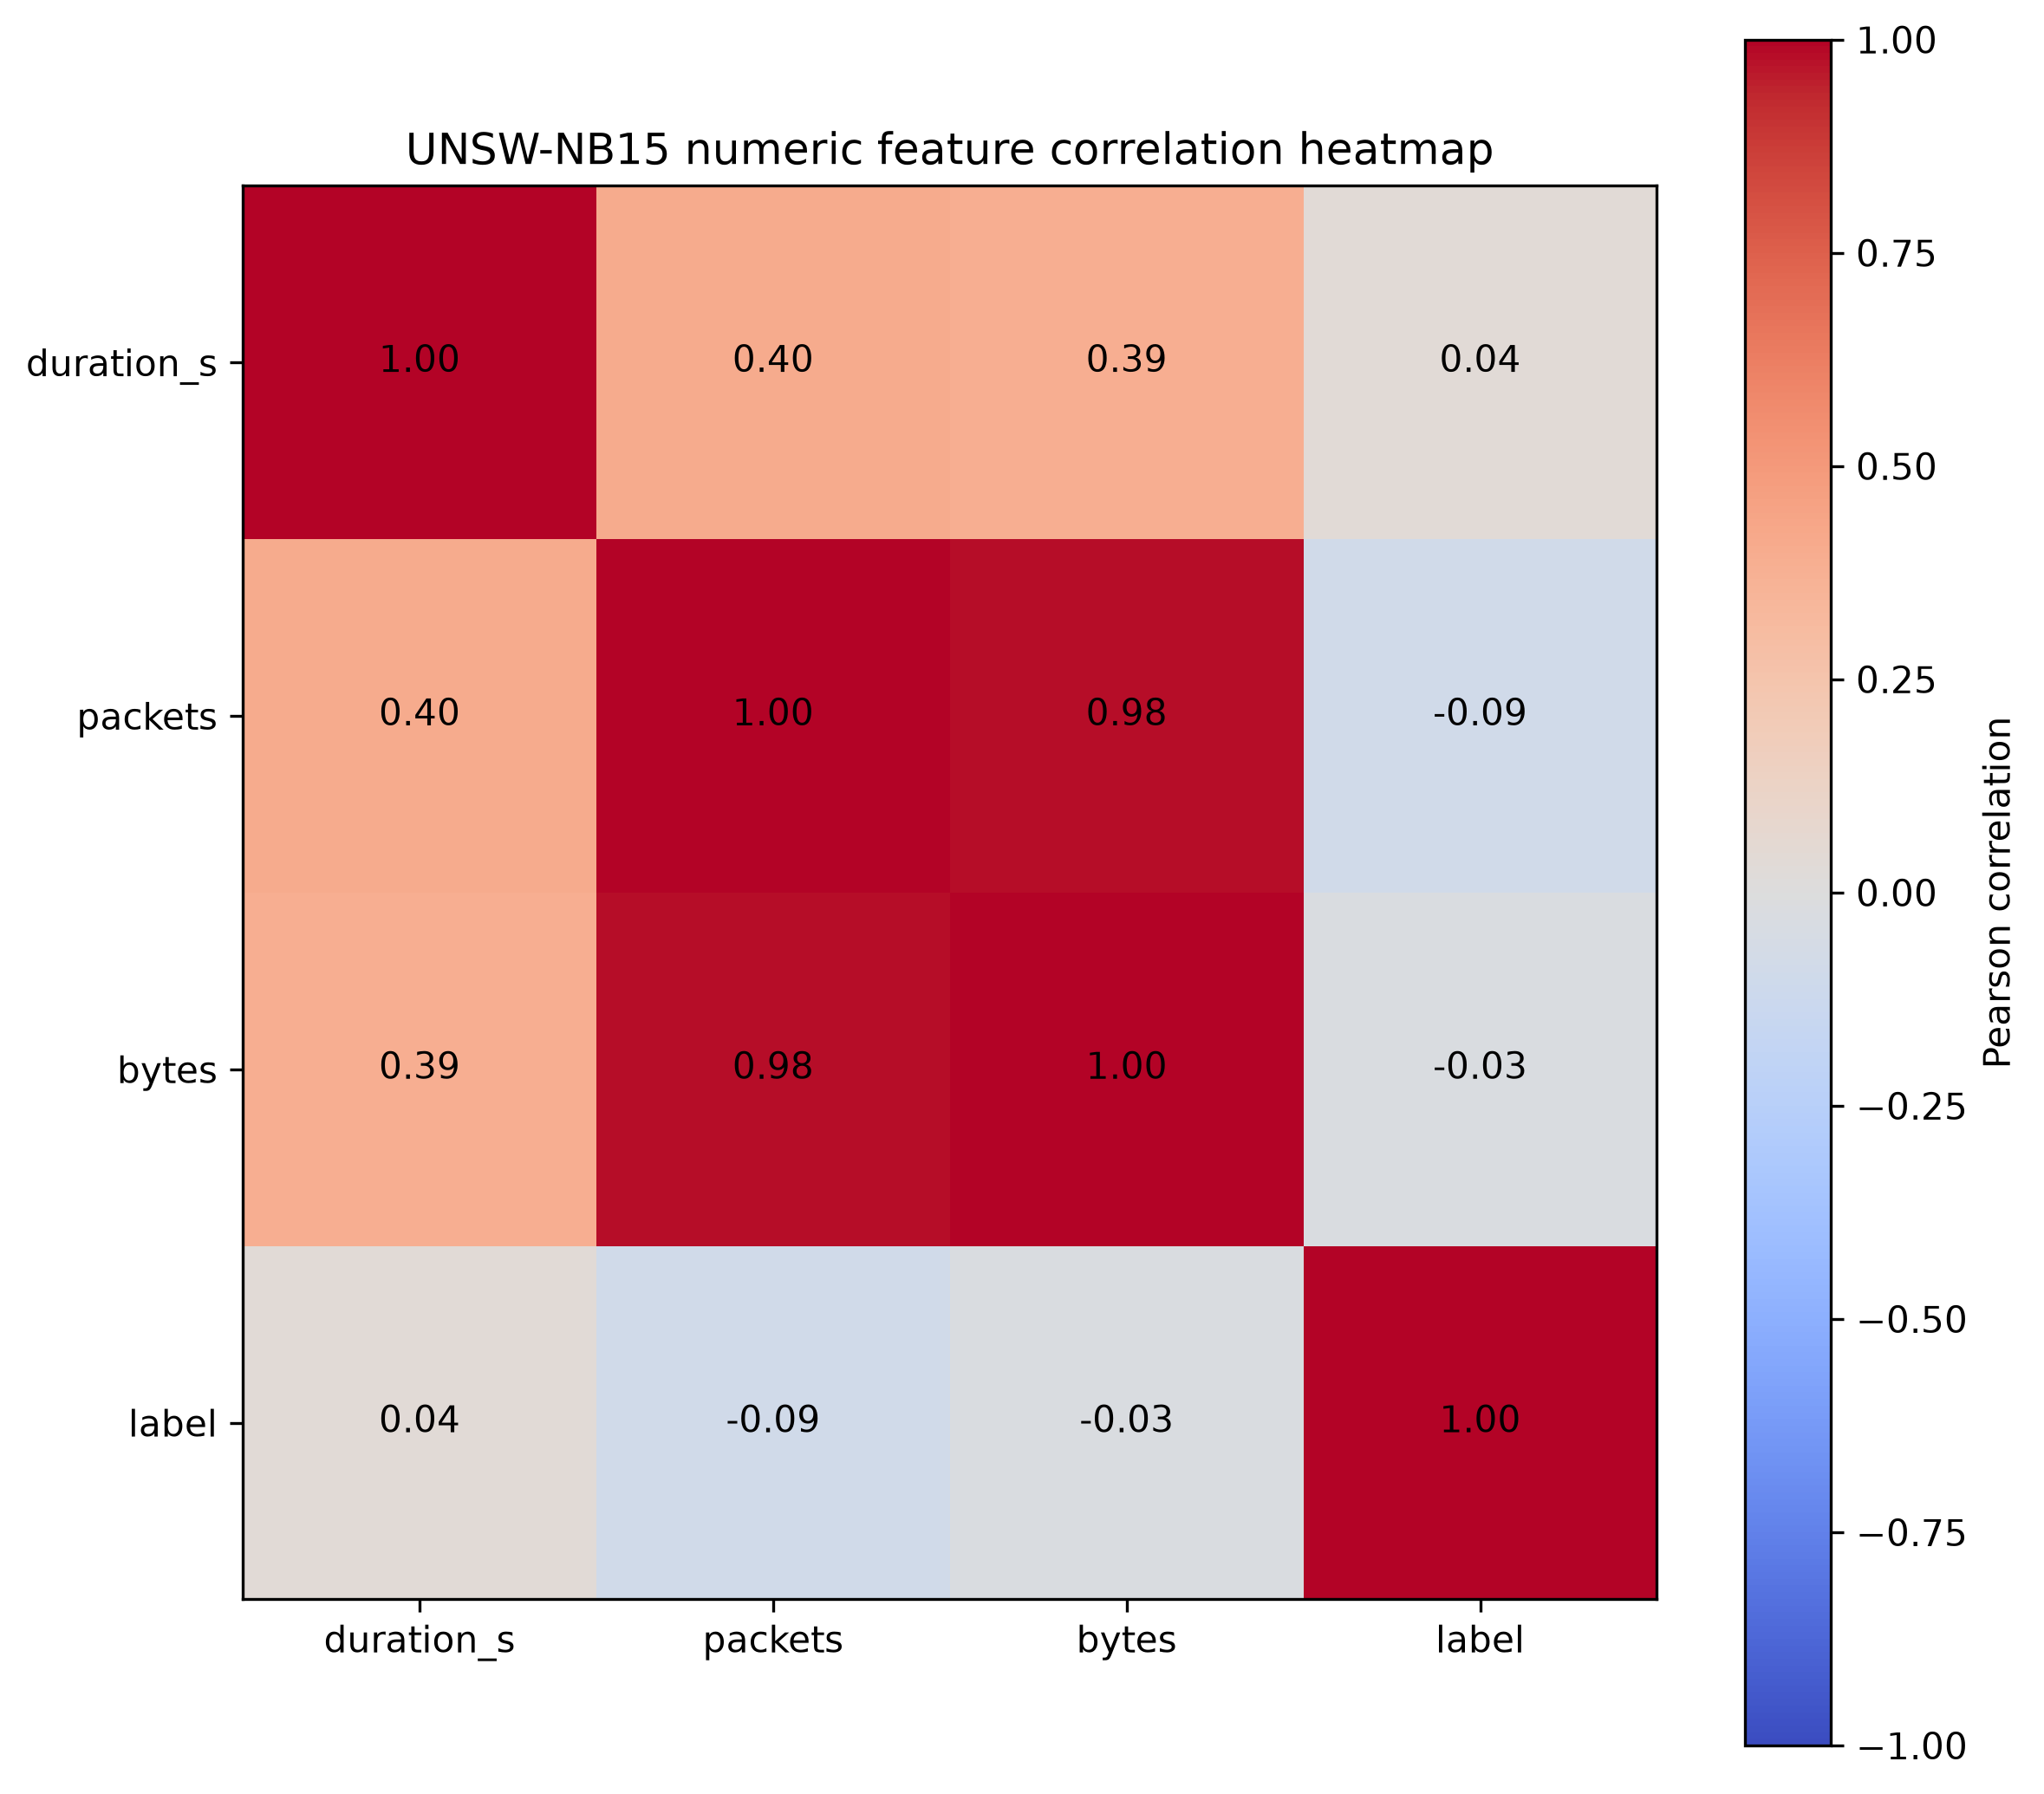 UNSW-NB15 numeric feature correlation heatmap
duration_s 1.00 0.40 0.39 0.04
packets 0.40 1.00 0.98 -0.09
bytes 0.39 0.98 1.00 -0.03
label 0.04 -0.09 -0.03 1.00
duration_s packets bytes label
1.00
0.75
0.50
0.25
0.00
−0.25
−0.50
−0.75
−1.00
Pearson correlation